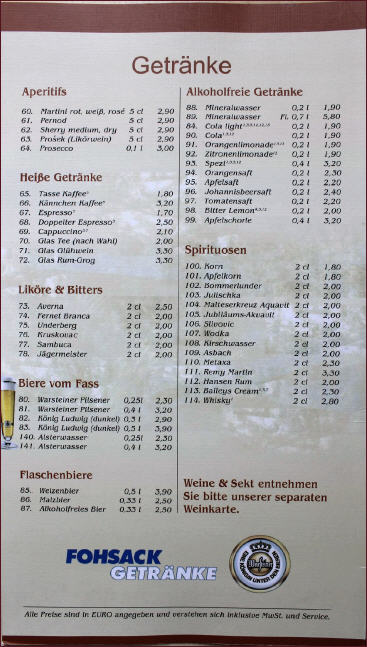 Getränke
Aperitifs
60. Martini rot, weiß, rosé 5 cl 2,90
61. Pernod 5 cl 2,90
62. Sherry medium, dry 5 cl 2,90
63. Prošek (Likörwein) 5 cl 2,90
64. Prosecco 0,1 l 3,00
Heiße Getränke
65. Tasse Kaffee 1,80
66. Kännchen Kaffee 3,20
67. Espresso 1,70
68. Doppelter Espresso 2,50
69. Cappuccino 2,10
70. Glas Tee (nach Wahl) 2,00
71. Glas Glühwein 3,30
72. Glas Rum-Grog 3,30
Liköre & Bitters
73. Averna 2 cl 2,50
74. Fernet Branca 2 cl 2,00
75. Underberg 2 cl 2,00
76. Kruskovac 2 cl 2,00
77. Sambuca 2 cl 2,00
78. Jägermeister 2 cl 2,00
Biere vom Fass
80. Warsteiner Pilsener 0,25l 2,30
81. Warsteiner Pilsener 0,4 l 3,20
82. König Ludwig (dunkel) 0,3 l 2,90
83. König Ludwig (dunkel) 0,5 l 3,90
140. Alsterwasser 0,25l 2,30
141. Alsterwasser 0,4 l 3,20
Flaschenbiere
85. Weizenbier 0,5 l 3,90
86. Malzbier 0,33 l 2,50
87. Alkoholfreies Bier 0,33 l 2,50
Alkoholfreie Getränke
88. Mineralwasser 0,2 l 1,90
89. Mineralwasser Fl. 0,7 l 5,80
84. Cola light 0,2 l 1,90
90. Cola 0,2 l 1,90
91. Orangenlimonade 0,2 l 1,90
92. Zitronenlimonade 0,2 l 1,90
93. Spezi 0,4 l 3,20
94. Orangensaft 0,2 l 2,30
95. Apfelsaft 0,2 l 2,20
96. Johannisbeersaft 0,2 l 2,40
97. Tomatensaft 0,2 l 2,20
98. Bitter Lemon 0,2 l 2,00
99. Apfelschorle 0,4 l 3,20
Spirituosen
100. Korn 2 cl 1,80
101. Apfelkorn 2 cl 1,80
102. Bommerlunder 2 cl 2,00
103. Julischka 2 cl 2,00
104. Malteserkreuz Aquavit 2 cl 2,00
105. Jubiläums-Akvavit 2 cl 2,00
106. Slivovic 2 cl 2,00
107. Wodka 2 cl 2,00
108. Kirschwasser 2 cl 2,00
109. Asbach 2 cl 2,00
110. Metaxa 2 cl 2,30
111. Remy Martin 2 cl 3,30
112. Hansen Rum 2 cl 2,00
113. Baileys Cream 2 cl 2,30
114. Whisky 2 cl 2,80
Weine & Sekt entnehmen
Sie bitte unserer separaten
Weinkarte.
FOHSACK
GETRÄNKE
Warsteiner
EINE KÖNIGIN UNTER DEN BIEREN
Alle Preise sind in EURO angegeben und verstehen sich inklusive MwSt. und Service.